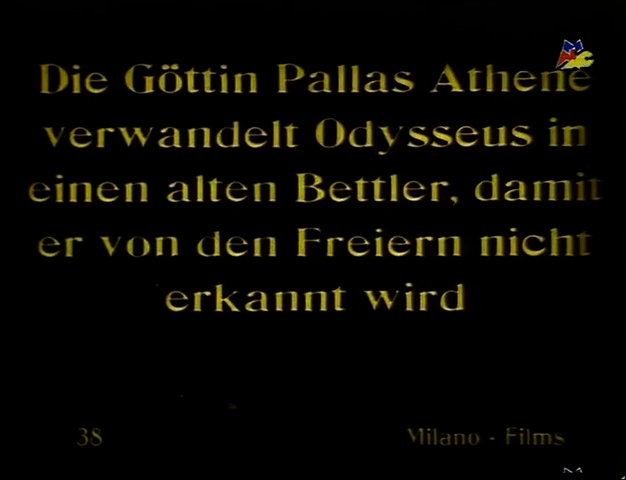 Die Göttin Pallas Athene
verwandelt Odysseus in
einen alten Bettler, damit
er von den Freiern nicht
erkannt wird
38
Milano - Films